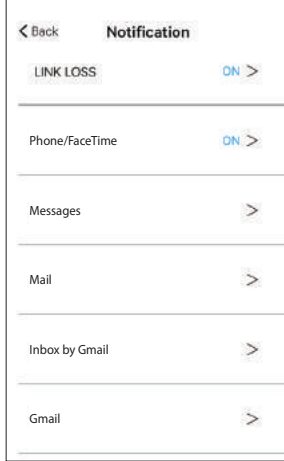 < Back Notification
LINK LOSS ON >
Phone/FaceTime ON >
Messages >
Mail >
Inbox by Gmail >
Gmail >